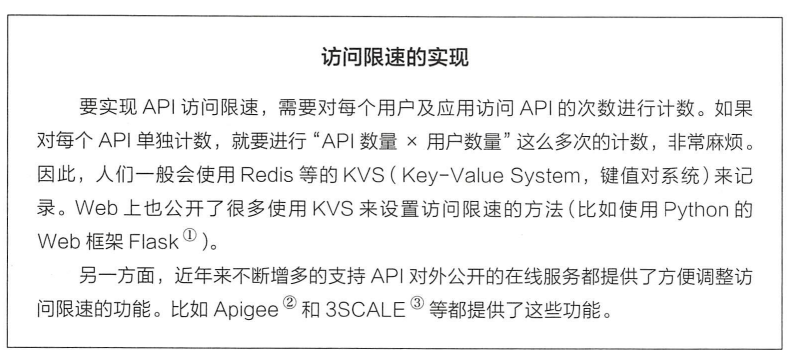 访问限速的实现
要实现 API 访问限速，需要对每个用户及应用访问 API 的次数进行计数。如果
对每个 API 单独计数，就要进行“API 数量 × 用户数量”这么多次的计数，非常麻烦。
因此，人们一般会使用 Redis 等的 KVS（Key-Value System，键值对系统）来记
录。Web 上也公开了很多使用 KVS 来设置访问限速的方法（比如使用 Python 的
Web 框架 Flask①）。
另一方面，近年来不断增多的支持 API 对外公开的在线服务都提供了方便调整访
问限速的功能。比如 Apigee② 和 3SCALE③ 等都提供了这些功能。